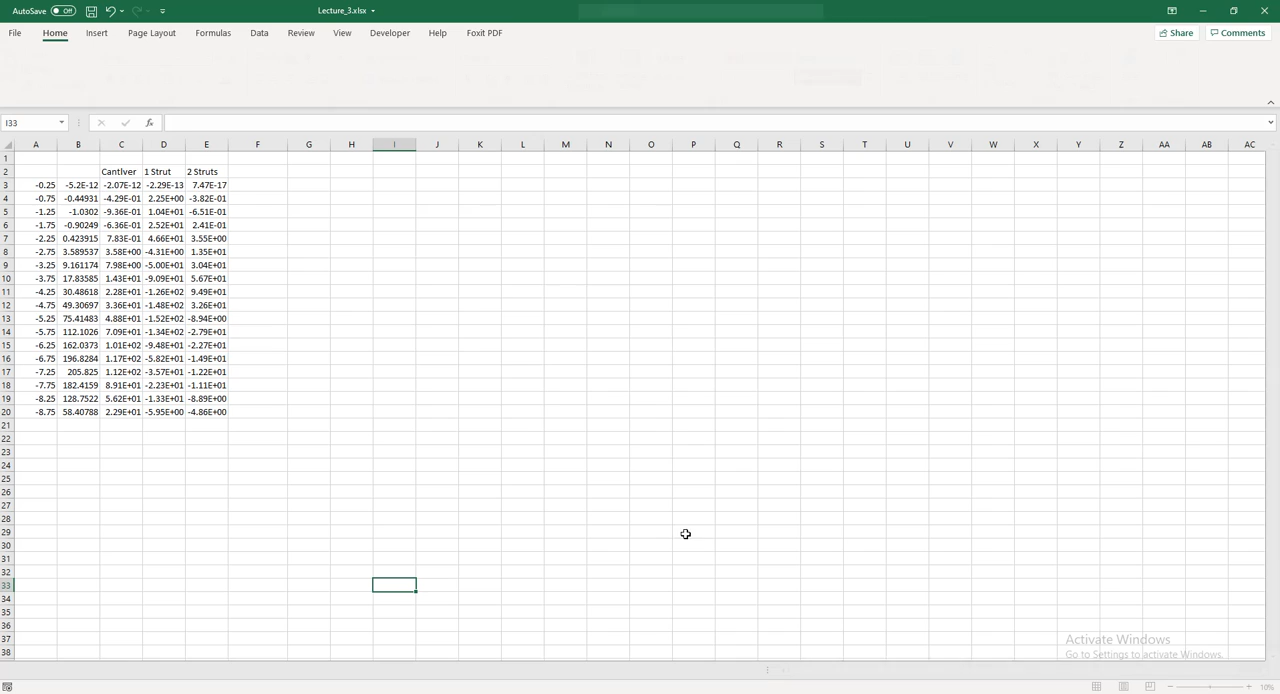 AutoSave Off Lecture_3.xlsx
File Home Insert Page Layout Formulas Data Review View Developer Help Foxit PDF Share Comments
I33 fx
A B C D E F G H I J K L M N O P Q R S T U V W X Y Z AA AB AC
1
2 Cantlver 1 Strut 2 Struts
3 -0.25 -5.2E-12 -2.07E-12 -2.29E-13 7.47E-17
4 -0.75 -0.44931 -4.29E-01 2.25E+00 -3.82E-01
5 -1.25 -1.0302 -9.36E-01 1.04E+01 -6.51E-01
6 -1.75 -0.90249 -6.36E-01 2.52E+01 2.41E-01
7 -2.25 0.423915 7.83E-01 4.66E+01 3.55E+00
8 -2.75 3.589537 3.58E+00 -4.31E+00 1.35E+01
9 -3.25 9.161174 7.98E+00 -5.00E+01 3.04E+01
10 -3.75 17.83585 1.43E+01 -9.09E+01 5.67E+01
11 -4.25 30.48618 2.28E+01 -1.26E+02 9.49E+01
12 -4.75 49.30697 3.36E+01 -1.48E+02 3.26E+01
13 -5.25 75.41483 4.88E+01 -1.52E+02 -8.94E+00
14 -5.75 112.1026 7.09E+01 -1.34E+02 -2.79E+01
15 -6.25 162.0373 1.01E+02 -9.48E+01 -2.27E+01
16 -6.75 196.8284 1.17E+02 -5.82E+01 -1.49E+01
17 -7.25 205.825 1.12E+02 -3.57E+01 -1.22E+01
18 -7.75 182.4159 8.91E+01 -2.23E+01 -1.11E+01
19 -8.25 128.7522 5.62E+01 -1.33E+01 -8.89E+00
20 -8.75 58.40788 2.29E+01 -5.95E+00 -4.86E+00
21
22
23
24
25
26
27
28
29
30
31
32
33
34
35
36
37 Activate Windows
38 Go to Settings to activate Windows.